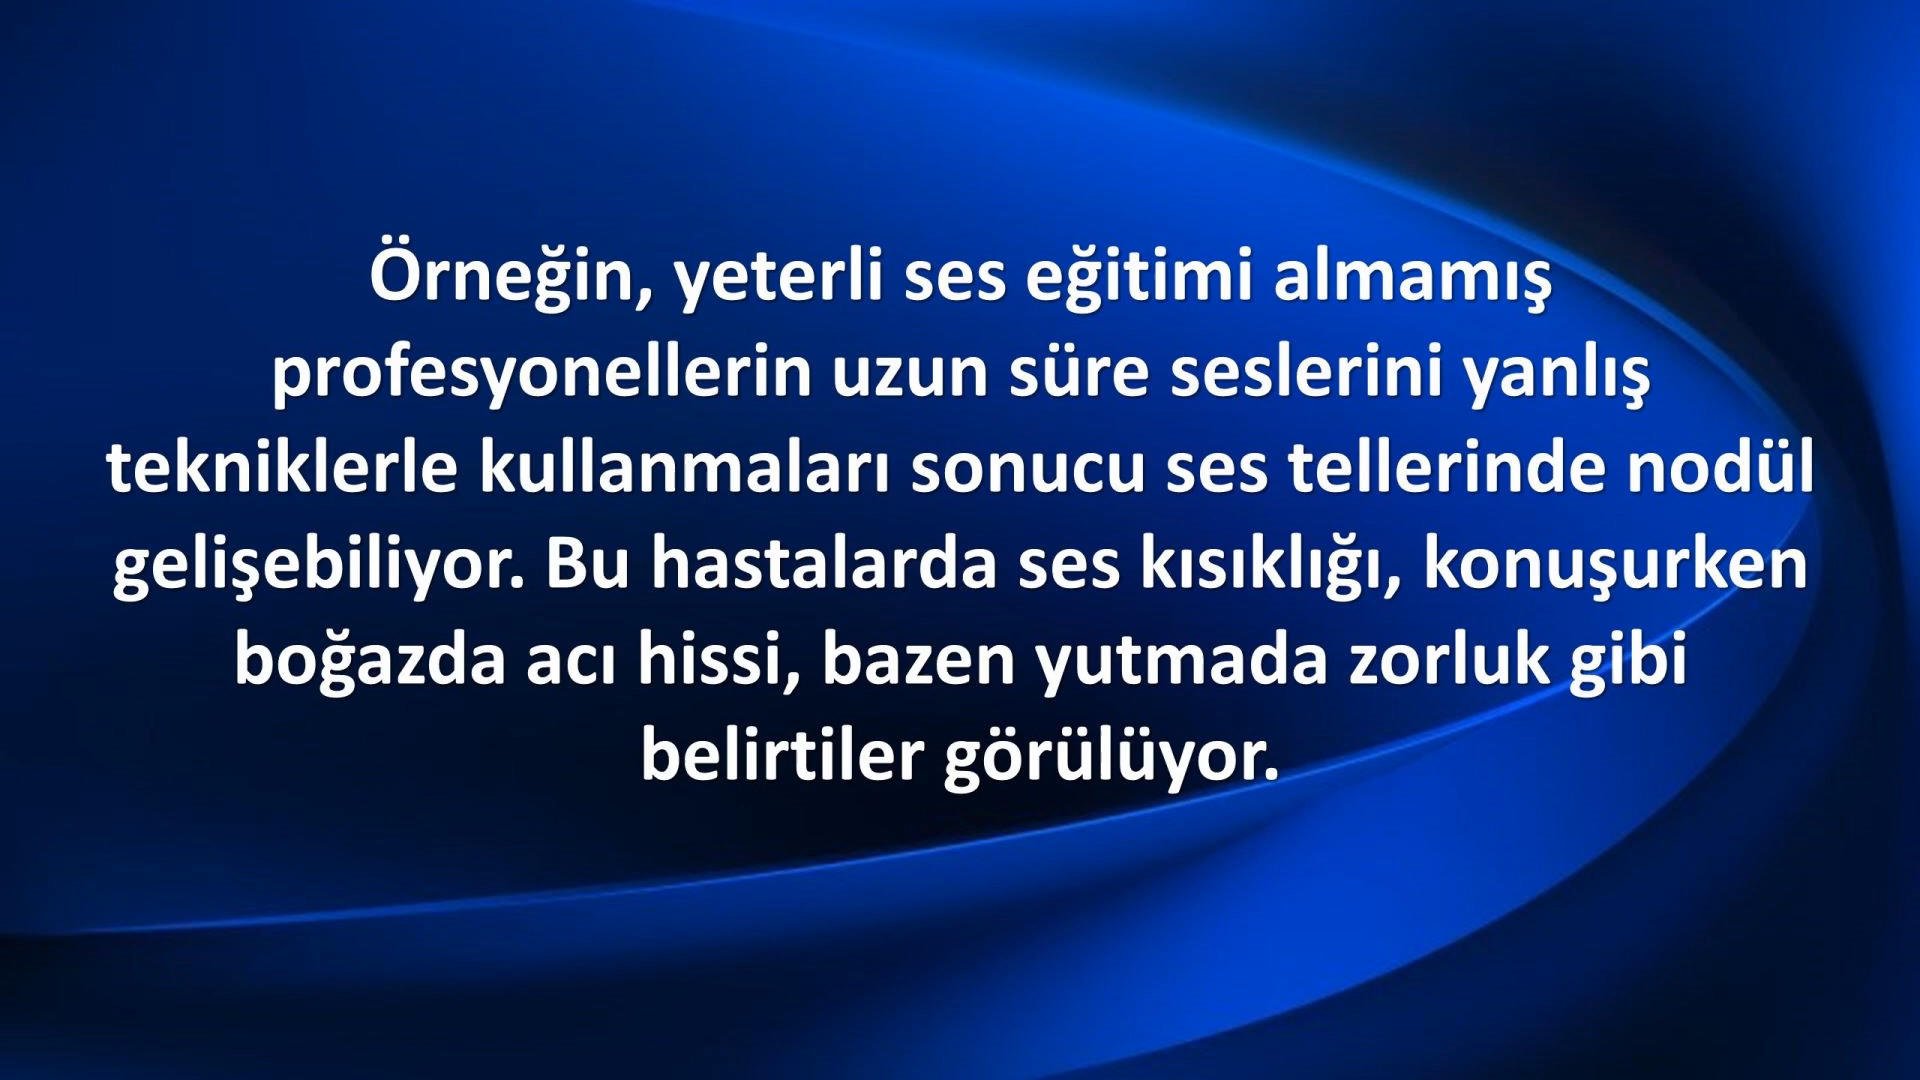 Örneğin, yeterli ses eğitimi almamış
profesyonellerin uzun süre seslerini yanlış
tekniklerle kullanmaları sonucu ses tellerinde nodül
gelişebiliyor. Bu hastalarda ses kısıklığı, konuşurken
boğazda acı hissi, bazen yutmada zorluk gibi
belirtiler görülüyor.